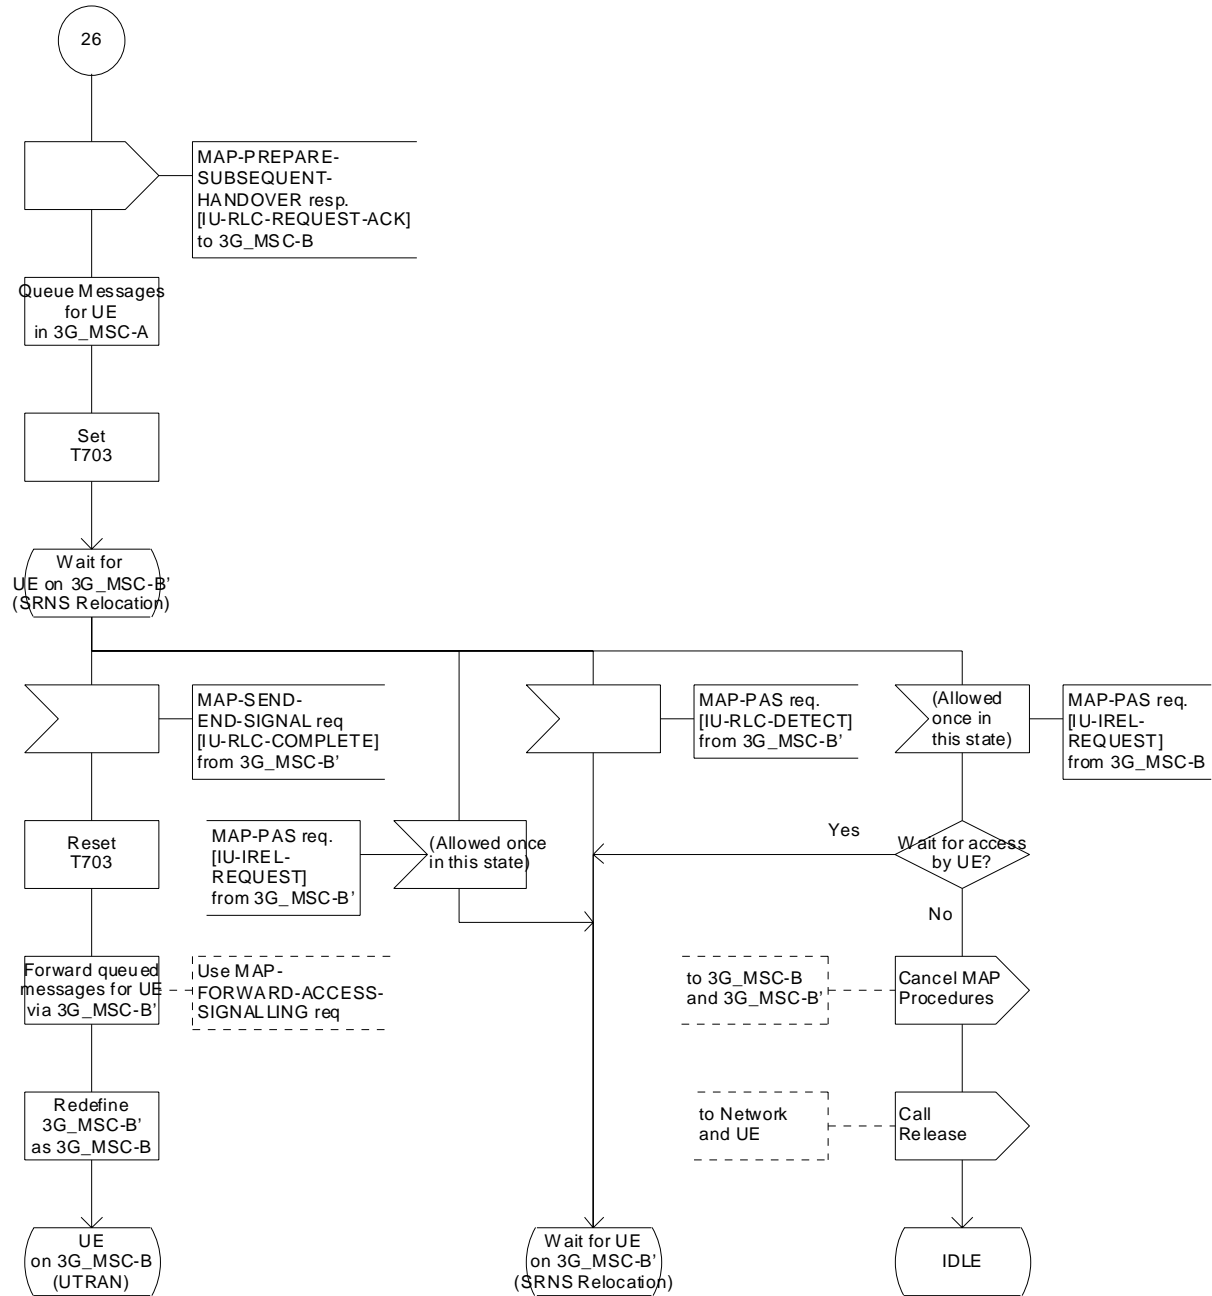 26
MAP-PREPARE-
SUBSEQUENT-
HANDOVER resp.
[IU-RLC-REQUEST-ACK]
to 3G_MSC-B
Queue Messages
for UE
in 3G_MSC-A
Set
T703
Wait for
UE on 3G_MSC-B’
(SRNS Relocation)
MAP-SEND-
END-SIGNAL req
[IU-RLC-COMPLETE]
from 3G_MSC-B’
MAP-PAS req.
[IU-RLC-DETECT]
from 3G_MSC-B’
(Allowed
once in
this state)
MAP-PAS req.
[IU-IREL-
REQUEST]
from 3G_MSC-B
Reset
T703
MAP-PAS req.
[IU-IREL-
REQUEST]
from 3G_MSC-B’
(Allowed once
in this state)
Yes
Wait for access
by UE?
No
Forward queued
messages for UE
via 3G_MSC-B’
Use MAP-
FORWARD-ACCESS-
SIGNALLING req
to 3G_MSC-B
and 3G_MSC-B’
Cancel MAP
Procedures
Redefine
3G_MSC-B’
as 3G_MSC-B
to Network
and UE
Call
Release
UE
on 3G_MSC-B
(UTRAN)
Wait for UE
on 3G_MSC-B’
(SRNS Relocation)
IDLE